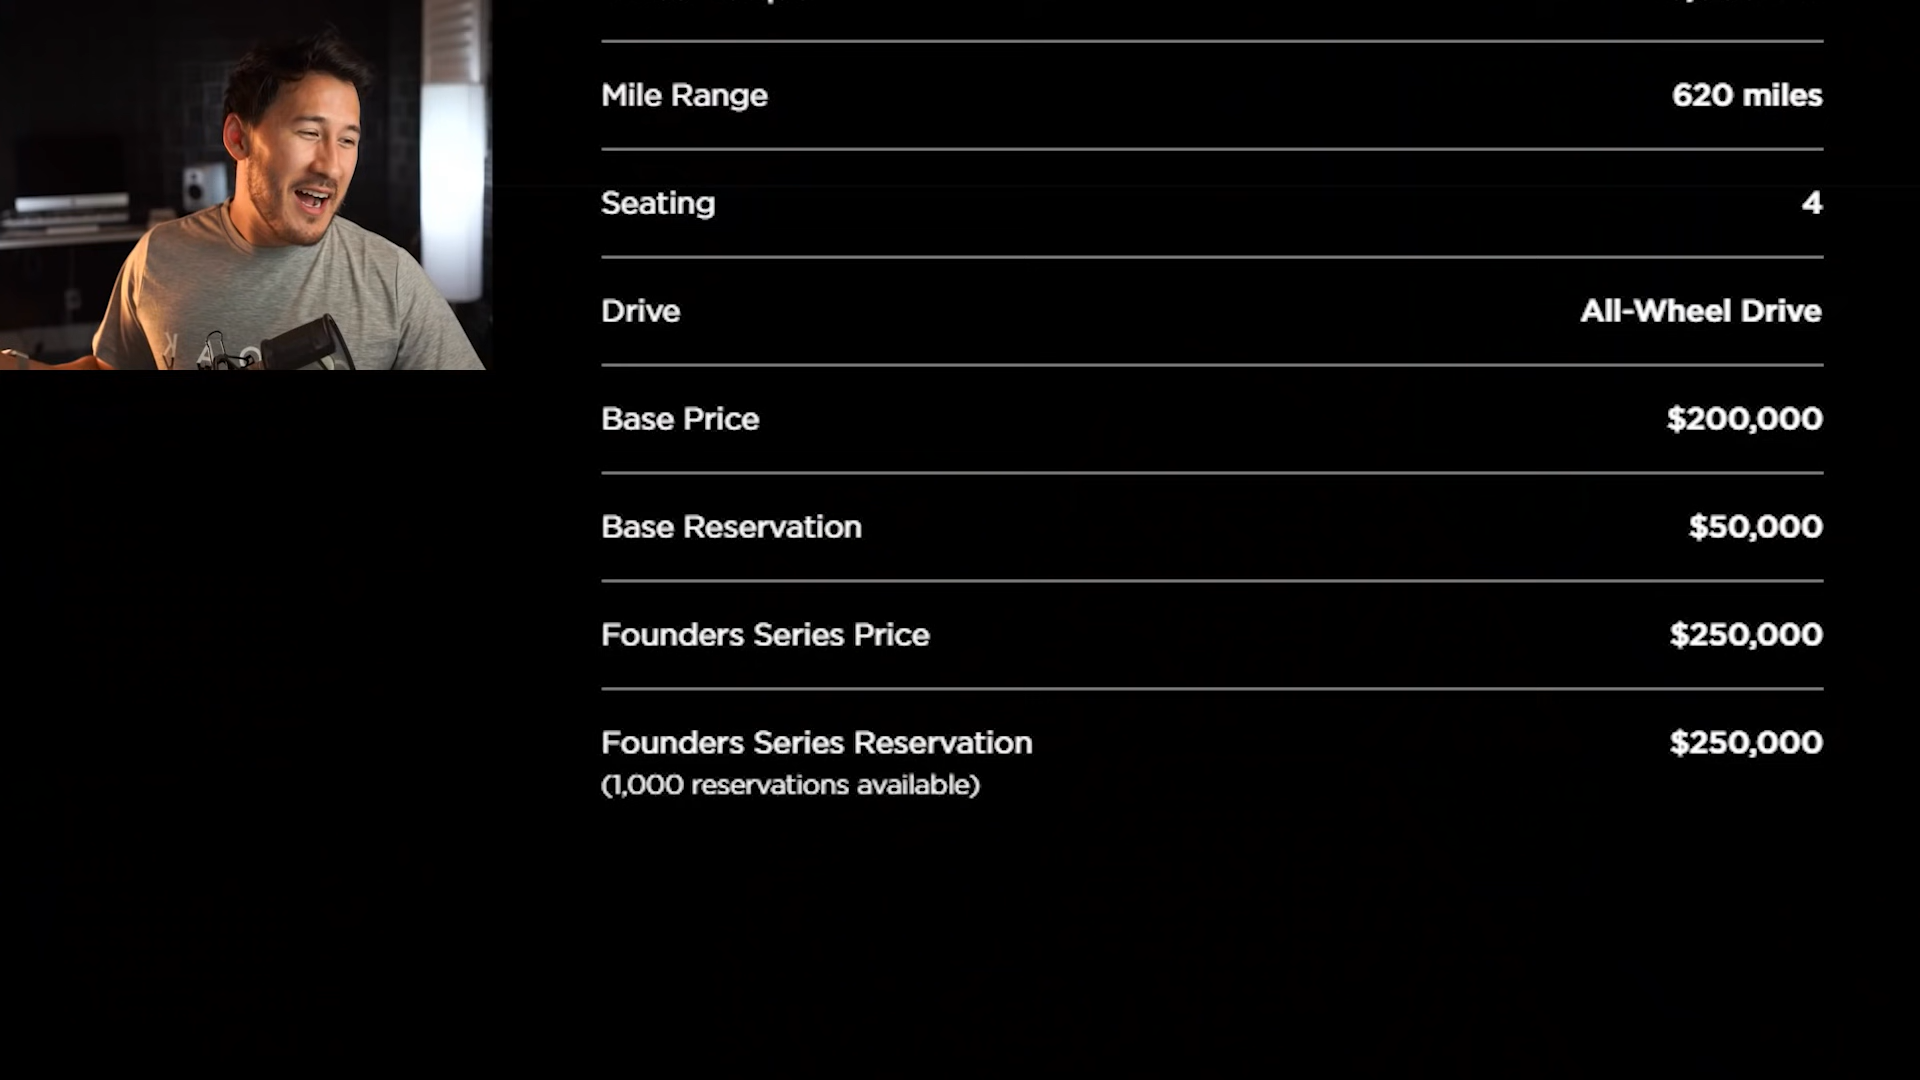 Mile Range 620 miles
Seating 4
Drive All-Wheel Drive
Base Price $200,000
Base Reservation $50,000
Founders Series Price $250,000
Founders Series Reservation $250,000
(1,000 reservations available)